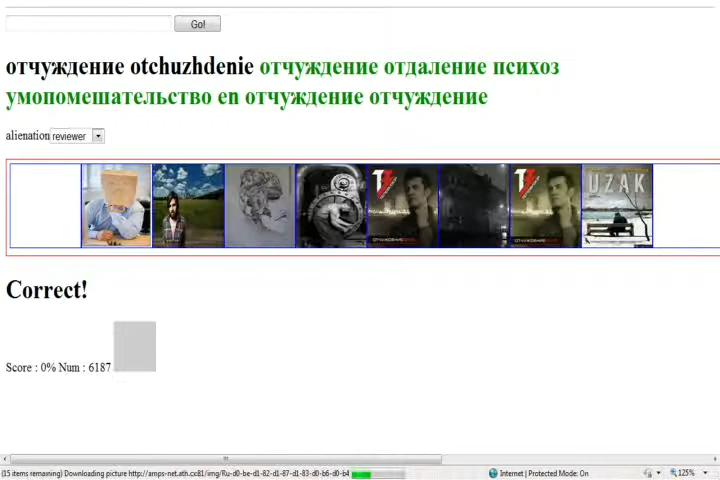 Go!
отчуждение otchuzhdenie отчуждение отдаление психоз
умопомешательство en отчуждение отчуждение
alienation reviewer
UZAK
Correct!
Score : 0% Num : 6187
(15 items remaining) Downloading picture http://amps-net.ath.cx:81/img/Ru-d0-be-d1-82-d1-87-d1-83-d0-b6-d0-b4
Internet | Protected Mode: On
125%